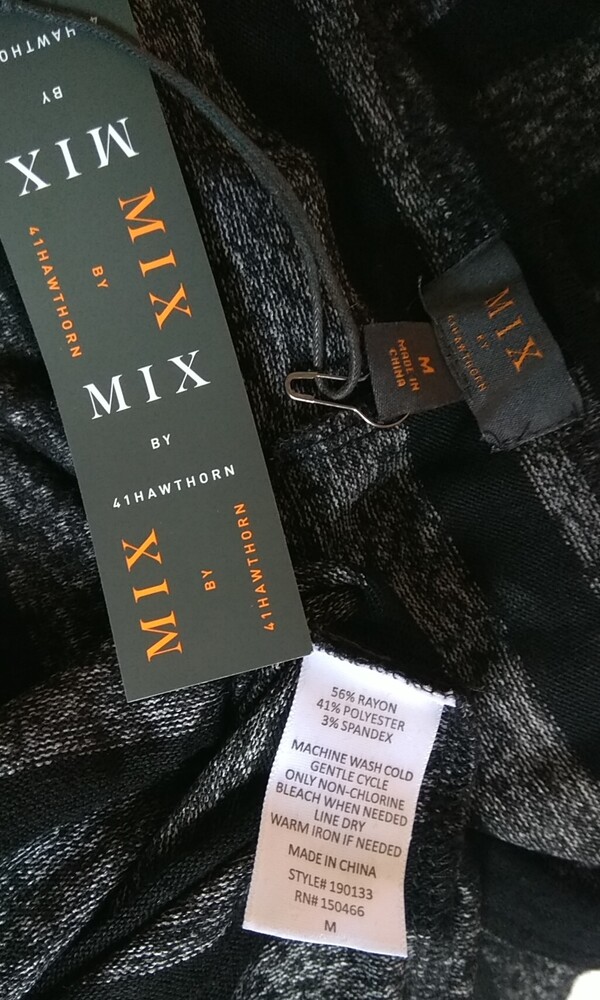 41HAWTHORN
BY
MIX
MIX
BY
41HAWTHORN
MIX
BY
41HAWTHORN
MIX
BY
41HAWTHORN
MIX
BY
41HAWTHORN
M
MADE IN
CHINA
56% RAYON
41% POLYESTER
3% SPANDEX
MACHINE WASH COLD
GENTLE CYCLE
ONLY NON-CHLORINE
BLEACH WHEN NEEDED
LINE DRY
WARM IRON IF NEEDED
MADE IN CHINA
STYLE# 190133
RN# 150466
M